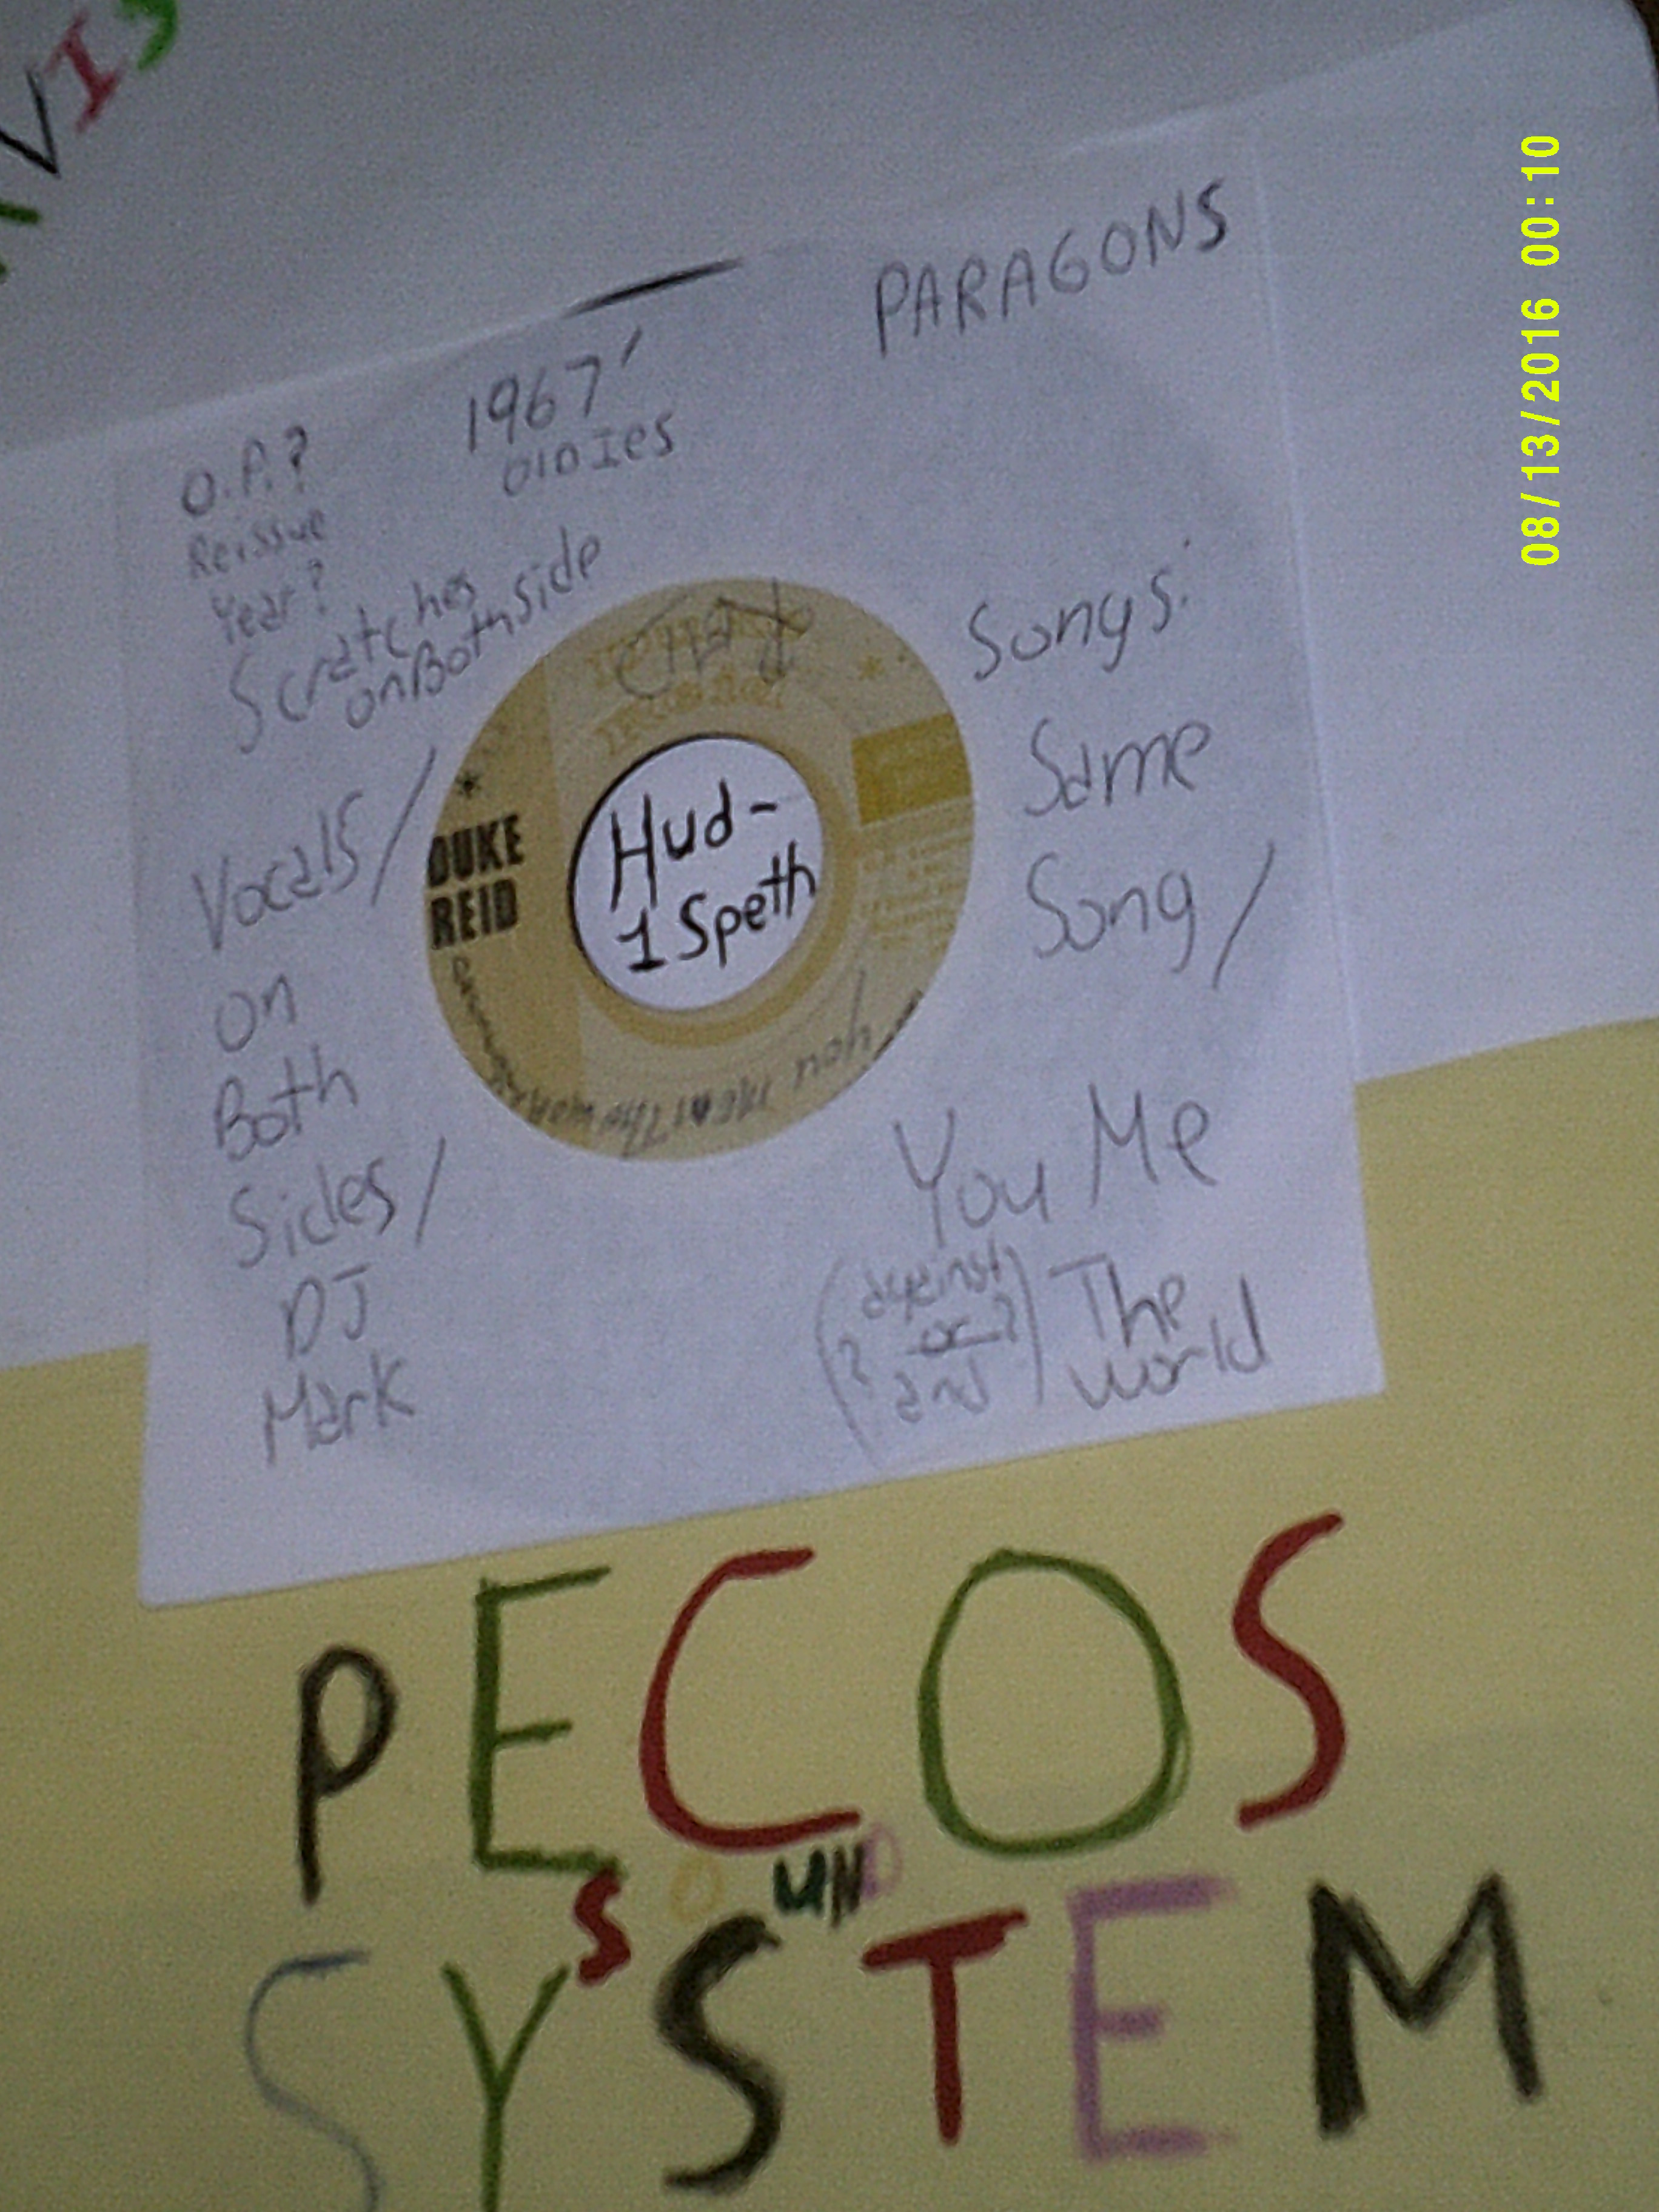 VIS
08/13/2016 00:10
PARAGONS
1967'
OLDIES
O.P.?
Reissue
Year?
Scratches
on Both Side
Vocals/
on
Both
Sides/
DJ
Mark
DUKE
REID
Hud-
1 Speth
Songs:
Same
Song/
You Me
(? against
or ?
and)
The
World
PECOS
SOUND
SYSTEM